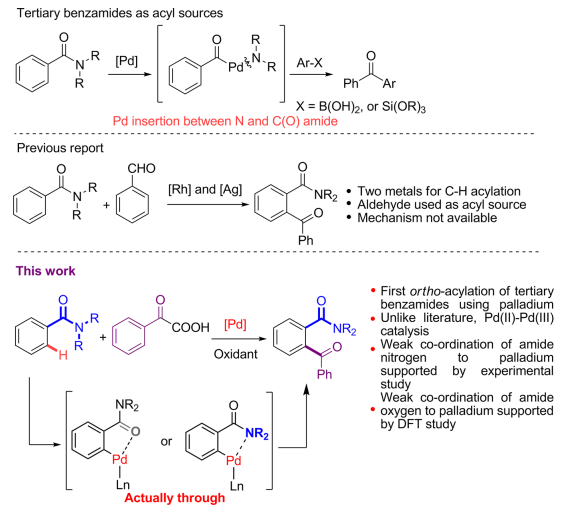 Tertiary benzamides as acyl sources
O
N
R
R
[Pd]
O
Pd
N
R
R
Ar-X
X = B(OH)2, or Si(OR)3
O
Ph
Ar
Pd insertion between N and C(O) amide
Previous report
O
N
R
R
+
CHO
[Rh] and [Ag]
O
NR2
O
Ph
• Two metals for C-H acylation
• Aldehyde used as acyl source
• Mechanism not available
This work
O
N
R
R
H
+
O
COOH
[Pd]
Oxidant
O
NR2
O
Ph
• First ortho-acylation of tertiary
benzamides using palladium
• Unlike literature, Pd(II)-Pd(III)
catalysis
• Weak co-ordination of amide
nitrogen to palladium
supported by experimental
study
Weak co-ordination of amide
• oxygen to palladium supported
by DFT study
NR2
O
Pd
Ln
or
O
NR2
Pd
Ln
Actually through